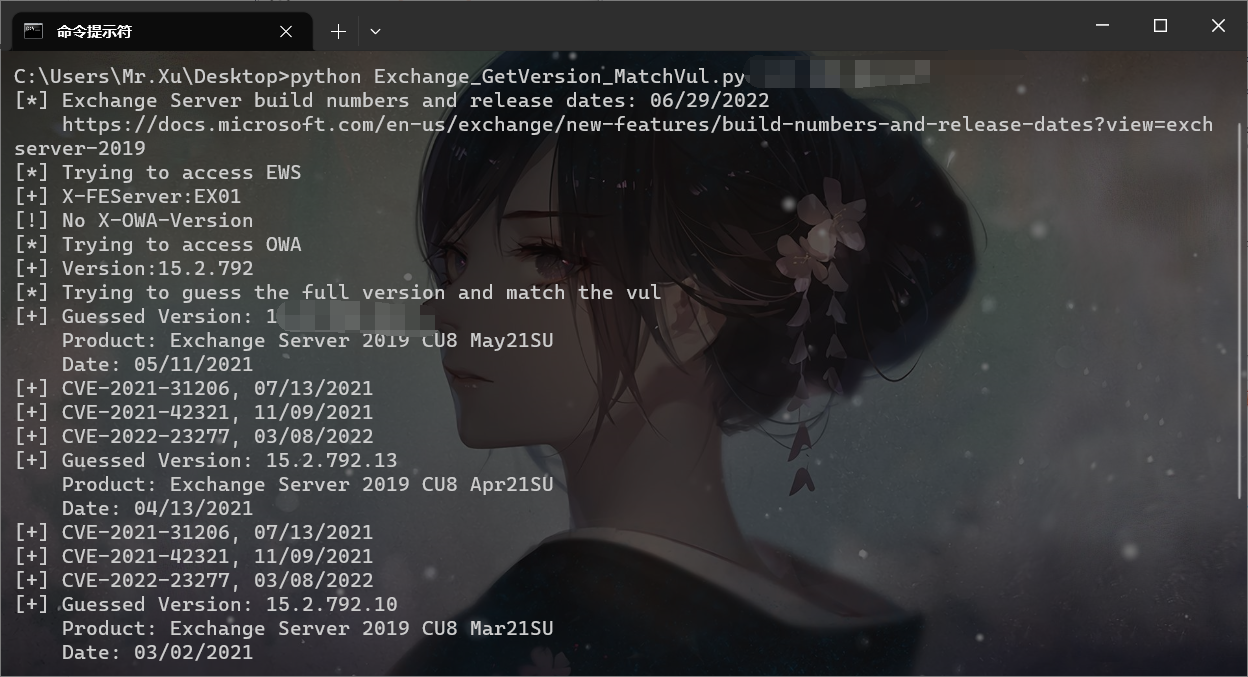 命令提示符
C:\Users\Mr.Xu\Desktop>python Exchange_GetVersion_MatchVul.py
[*] Exchange Server build numbers and release dates: 06/29/2022
https://docs.microsoft.com/en-us/exchange/new-features/build-numbers-and-release-dates?view=exch
server-2019
[*] Trying to access EWS
[+] X-FEServer:EX01
[!] No X-OWA-Version
[*] Trying to access OWA
[+] Version:15.2.792
[*] Trying to guess the full version and match the vul
[+] Guessed Version: 1
Product: Exchange Server 2019 CU8 May21SU
Date: 05/11/2021
[+] CVE-2021-31206, 07/13/2021
[+] CVE-2021-42321, 11/09/2021
[+] CVE-2022-23277, 03/08/2022
[+] Guessed Version: 15.2.792.13
Product: Exchange Server 2019 CU8 Apr21SU
Date: 04/13/2021
[+] CVE-2021-31206, 07/13/2021
[+] CVE-2021-42321, 11/09/2021
[+] CVE-2022-23277, 03/08/2022
[+] Guessed Version: 15.2.792.10
Product: Exchange Server 2019 CU8 Mar21SU
Date: 03/02/2021